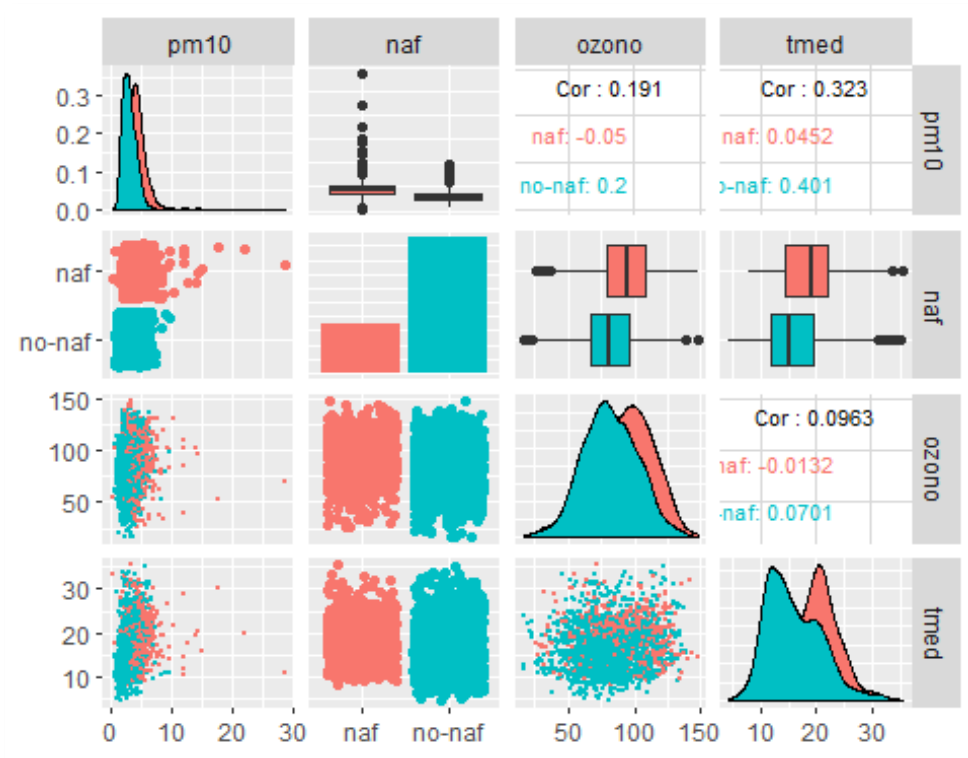 pm10 naf ozono tmed
0.3
0.2
0.1
0.0
Cor : 0.191
naf: -0.05
no-naf: 0.2
Cor : 0.323
naf: 0.0452
o-naf: 0.401
pm10
naf
no-naf
naf
150
100
50
Cor : 0.0963
naf: -0.0132
-naf: 0.0701
ozono
30
20
10
tmed
0 10 20 30 naf no-naf 50 100 150 10 20 30